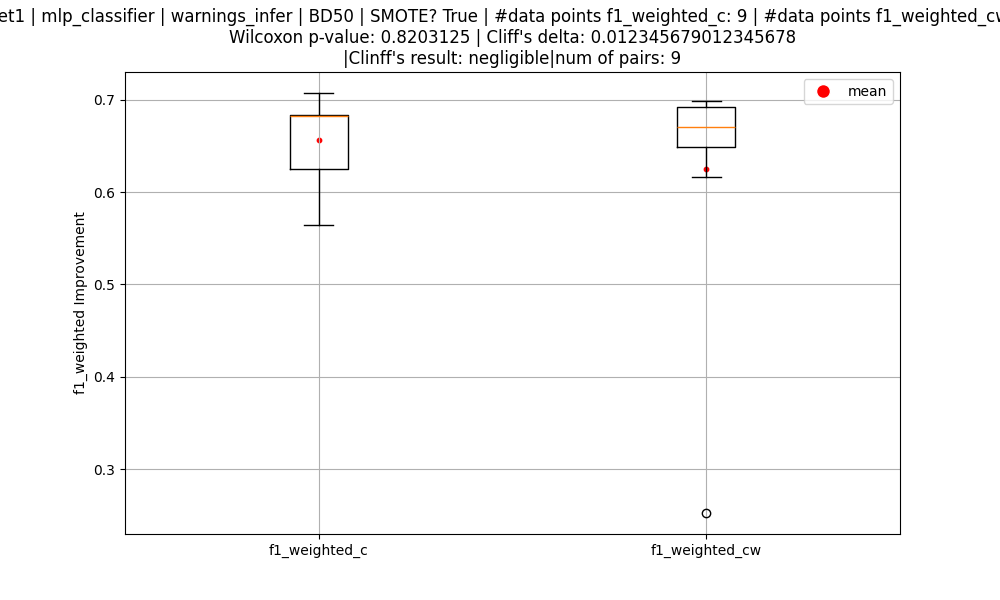 et1 | mlp_classifier | warnings_infer | BD50 | SMOTE? True | #data points f1_weighted_c: 9 | #data points f1_weighted_cw
Wilcoxon p-value: 0.8203125 | Cliff's delta: 0.012345679012345678
|Clinff's result: negligible|num of pairs: 9
mean
0.7
0.6
0.5
0.4
0.3
f1_weighted Improvement
f1_weighted_c
f1_weighted_cw